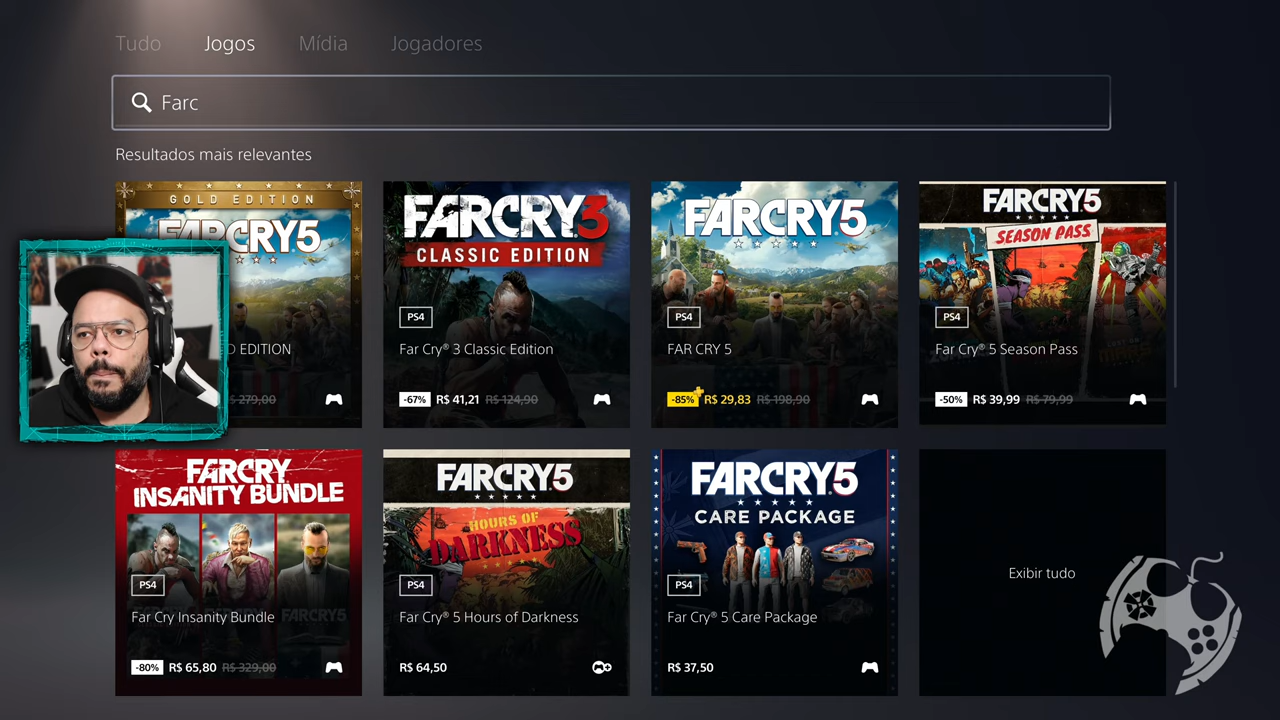 Tudo Jogos Mídia Jogadores
Farc
Resultados mais relevantes
GOLD EDITION
FARCRY5
D EDITION
279,00
FARCRY3
CLASSIC EDITION
PS4
Far Cry® 3 Classic Edition
-67% R$ 41,21 R$ 124,90
FARCRY5
PS4
FAR CRY 5
-85% R$ 29,83 R$ 198,90
FARCRY5
SEASON PASS
PS4
Far Cry® 5 Season Pass
-50% R$ 39,99 R$ 79,99
FARCRY
INSANITY BUNDLE
PS4
Far Cry Insanity Bundle
-80% R$ 65,80 R$ 329,00
FARCRY5
HOURS OF
DARKNESS
PS4
Far Cry® 5 Hours of Darkness
R$ 64,50
FARCRY5
CARE PACKAGE
PS4
Far Cry® 5 Care Package
R$ 37,50
Exibir tudo